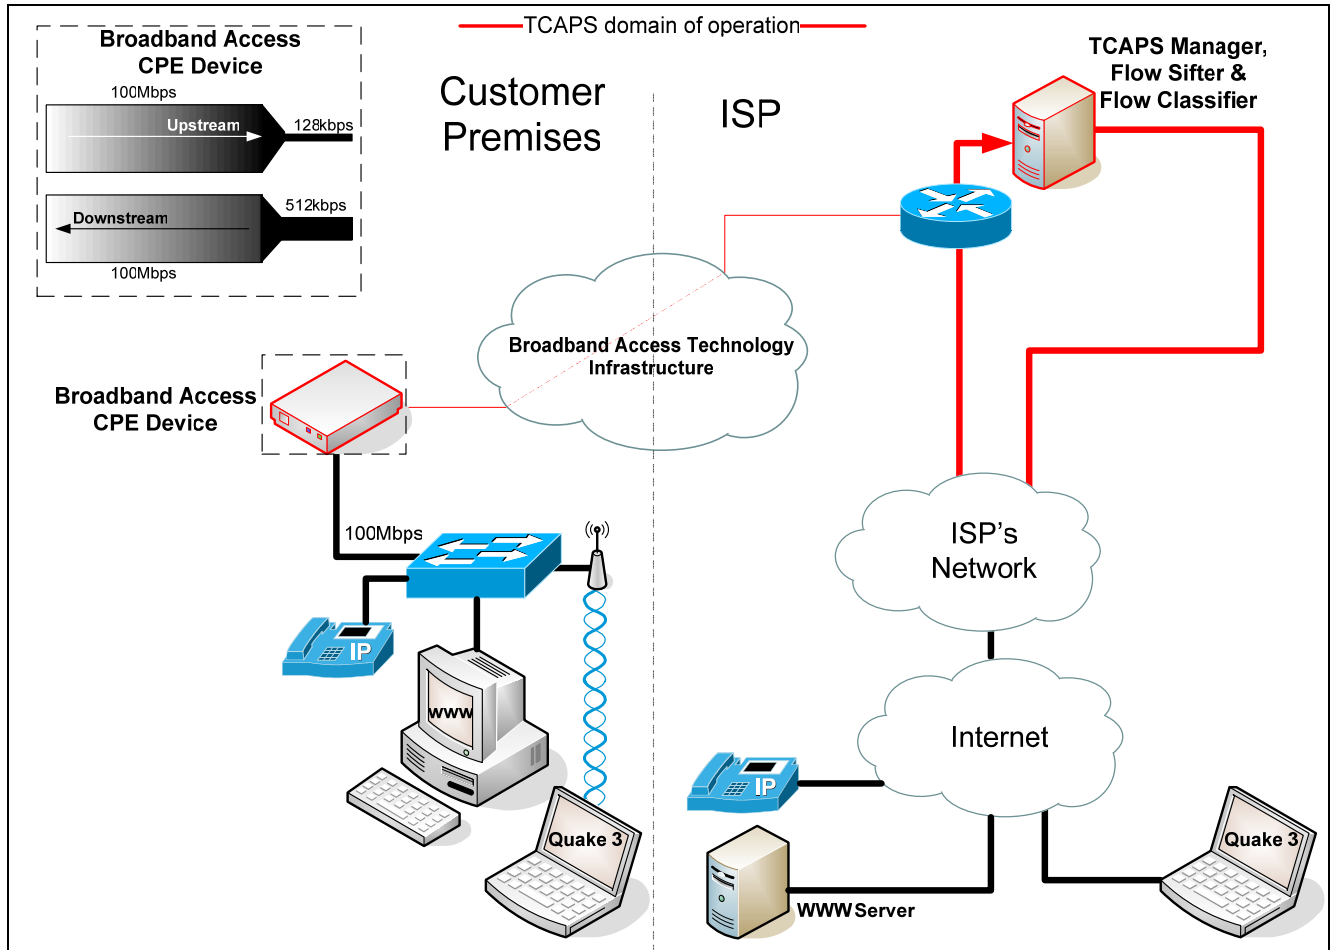 TCAPS domain of operation
Broadband Access
CPE Device
100Mbps
Upstream
128kbps
Downstream
512kbps
100Mbps
Customer
Premises
ISP
TCAPS Manager,
Flow Sifter &
Flow Classifier
Broadband Access Technology
Infrastructure
Broadband Access
CPE Device
100Mbps
IP
WWW
Quake 3
ISP's
Network
Internet
IP
WWW Server
Quake 3